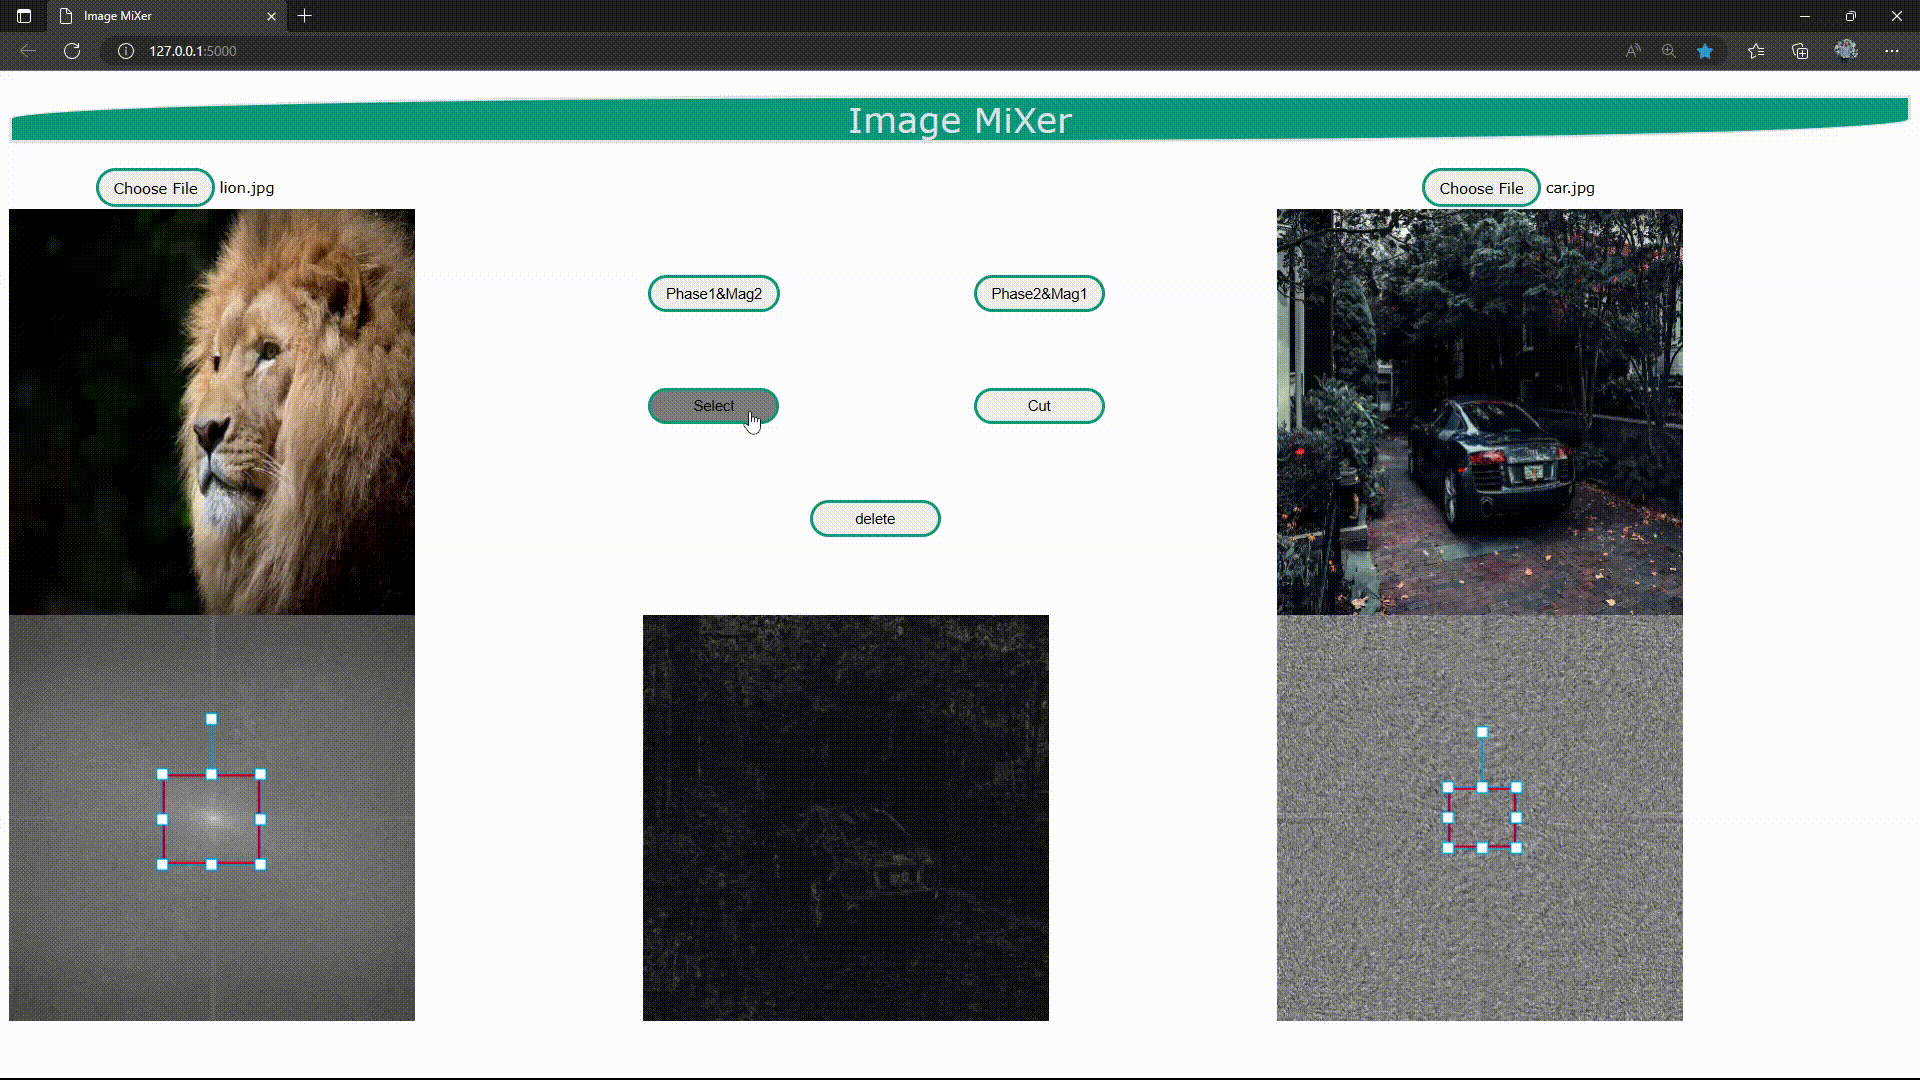 Image MiXer
127.0.0.1:5000
Image MiXer
Choose File lion.jpg
Choose File car.jpg
Phase1&Mag2
Phase2&Mag1
Select
Cut
delete